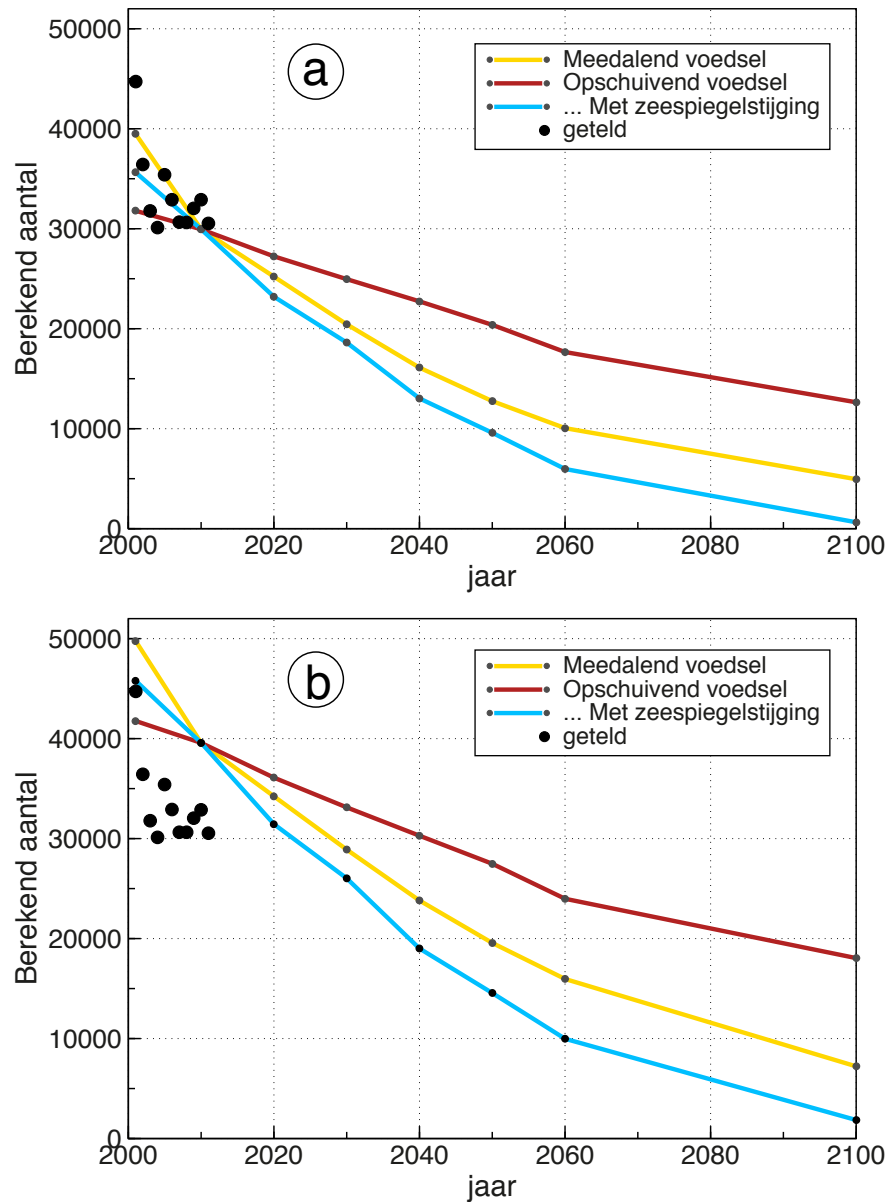 50000
40000
30000
20000
10000
0
Berekend aantal
a
Meedalend voedsel
Opschuivend voedsel
... Met zeespiegelstijging
geteld
2000 2020 2040 2060 2080 2100
jaar
50000
40000
30000
20000
10000
0
Berekend aantal
b
Meedalend voedsel
Opschuivend voedsel
... Met zeespiegelstijging
geteld
2000 2020 2040 2060 2080 2100
jaar